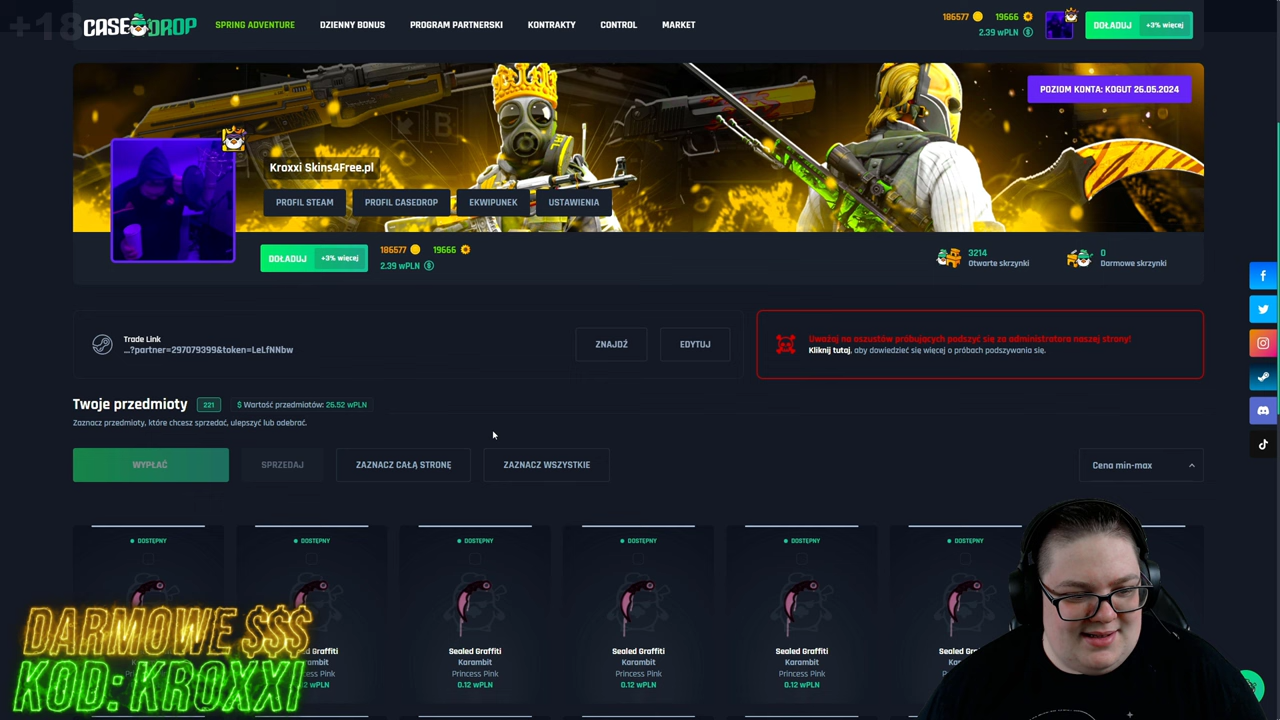 +18
CASE DROP
SPRING ADVENTURE
DZIENNY BONUS
PROGRAM PARTNERSKI
KONTRAKTY
CONTROL
MARKET
186577
19666
2.39 wPLN
DOŁADUJ
+3% więcej
POZIOM KONTA: KOGUT 26.05.2024
Kroxxi Skins4Free.pl
PROFIL STEAM
PROFIL CASEDROP
EKWIPUNEK
USTAWIENIA
DOŁADUJ
+3% więcej
186577
19666
2.39 wPLN
3214
Otwarte skrzynki
0
Darmowe skrzynki
Trade Link
...?partner=297079399&token=LeLfNNbw
ZNAJDŹ
EDYTUJ
Uważaj na oszustów próbujących podszyć się za administratora naszej strony!
Kliknij tutaj, aby dowiedzieć się więcej o próbach podszywania się.
Twoje przedmioty
221
$ Wartość przedmiotów: 26.52 wPLN
Zaznacz przedmioty, które chcesz sprzedać, ulepszyć lub odebrać.
WYPŁAĆ
SPRZEDAJ
ZAZNACZ CAŁĄ STRONĘ
ZAZNACZ WSZYSTKIE
Cena min-max
DOSTĘPNY
DOSTĘPNY
DOSTĘPNY
DOSTĘPNY
DOSTĘPNY
DOSTĘPNY
Sealed Graffiti
Karambit
Princess Pink
0.12 wPLN
Sealed Graffiti
Karambit
Princess Pink
0.12 wPLN
Sealed Graffiti
Karambit
Princess Pink
0.12 wPLN
DARMOWE $$$
KOD: KROXXI